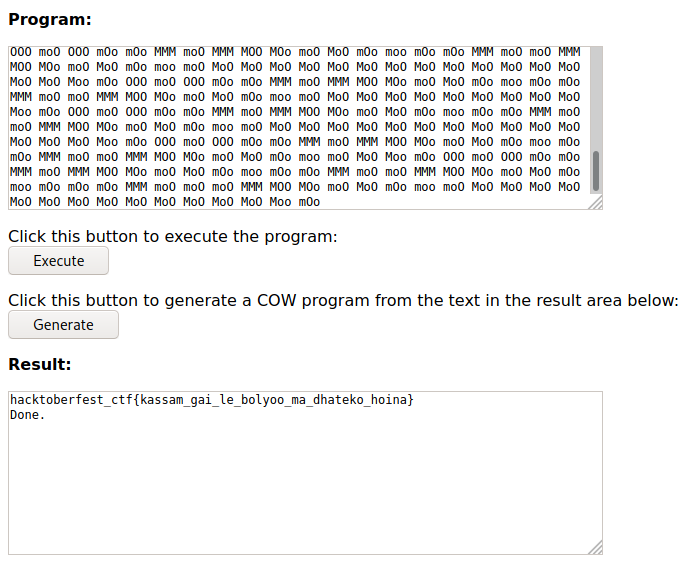 Program:
OOO moO OOO mOo mOo MMM moO MMM MOO MOo moO MoO mOo moo mOo mOo MMM moO moO MMM
MOO MOo moO MoO mOo moo moO MoO MoO MoO MoO MoO MoO MoO MoO MoO MoO MoO MoO MoO
MoO MoO Moo mOo OOO moO OOO mOo mOo MMM moO MMM MOO MOo moO MoO mOo moo mOo mOo
MMM moO moO MMM MOO MOo moO MoO mOo moo moO MoO MoO MoO MoO MoO MoO MoO MoO MoO
Moo mOo OOO moO OOO mOo mOo MMM moO MMM MOO MOo moO MoO mOo moo mOo mOo MMM moO
moO MMM MOO MOo moO MoO mOo moo moO MoO MoO MoO MoO MoO MoO MoO MoO MoO MoO MoO
MoO MoO MoO Moo mOo OOO moO OOO mOo mOo MMM moO MMM MOO MOo moO MoO mOo moo mOo
mOo MMM moO moO MMM MOO MOo moO MoO mOo moo moO MoO MoO Moo mOo OOO moO OOO mOo mOo
MMM moO MMM MOO MOo moO MoO mOo moo mOo mOo MMM moO moO MMM MOO MOo moO MoO mOo
moo mOo mOo mOo MMM moO moO moO MMM MOO MOo moO MoO mOo moo moO MoO MoO MoO MoO
MoO MoO MoO MoO MoO MoO MoO MoO Moo mOo
Click this button to execute the program:
Execute
Click this button to generate a COW program from the text in the result area below:
Generate
Result:
hacktoberfest_ctf{kassam_gai_le_bolyoo_ma_dhateko_hoina}
Done.